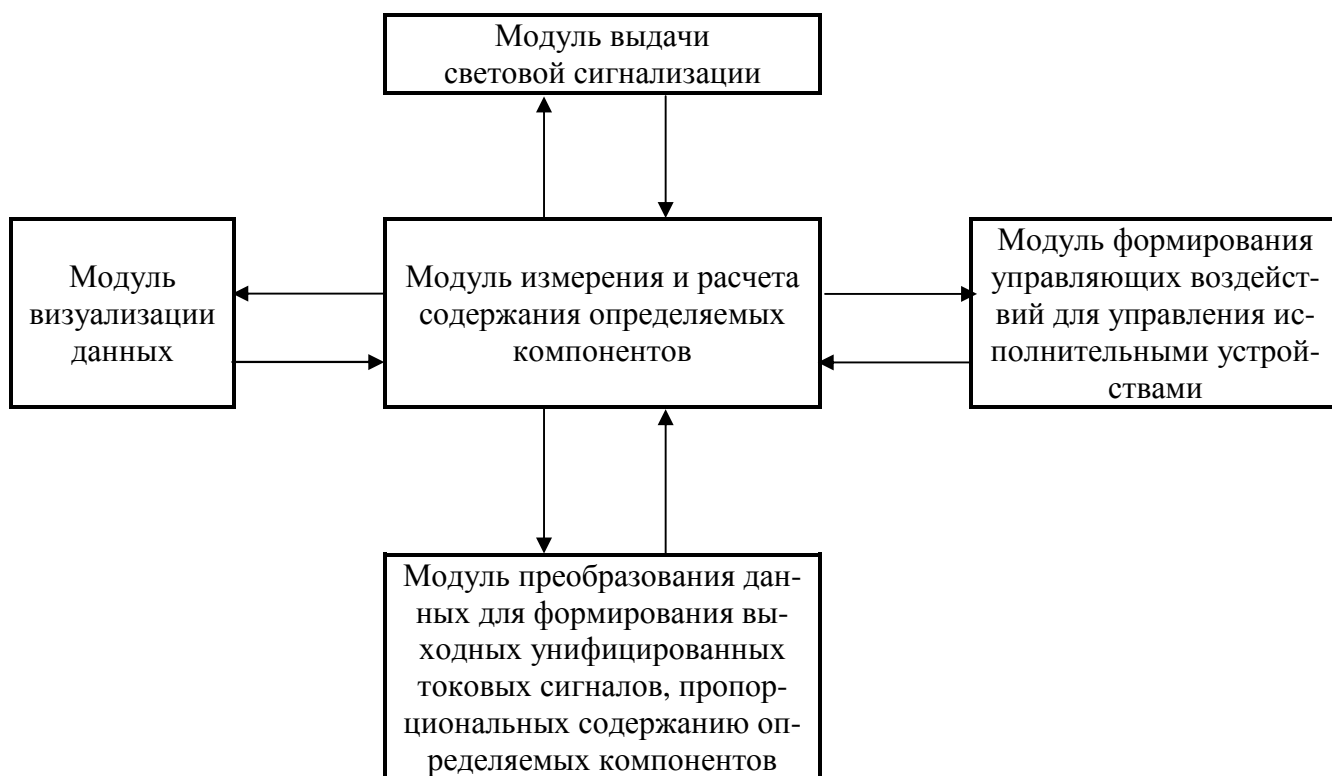 Модуль выдачи
световой сигнализации
Модуль
визуализации
данных
Модуль измерения и расчета
содержания определяемых
компонентов
Модуль формирования
управляющих воздейст-
вий для управления ис-
полнительными устрой-
ствами
Модуль преобразования дан-
ных для формирования вы-
ходных унифицированных
токовых сигналов, пропор-
циональных содержанию оп-
ределяемых компонентов